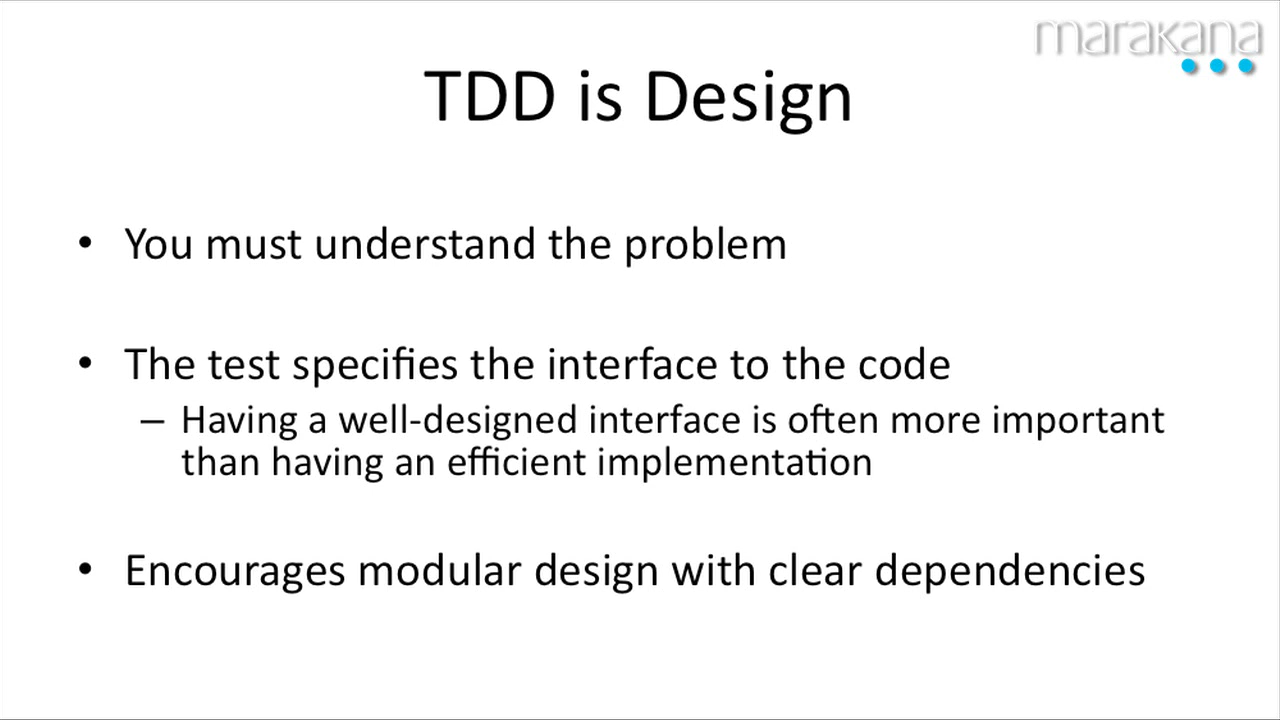 marakana
TDD is Design
• You must understand the problem
• The test specifies the interface to the code
– Having a well-designed interface is often more important
than having an efficient implementation
• Encourages modular design with clear dependencies